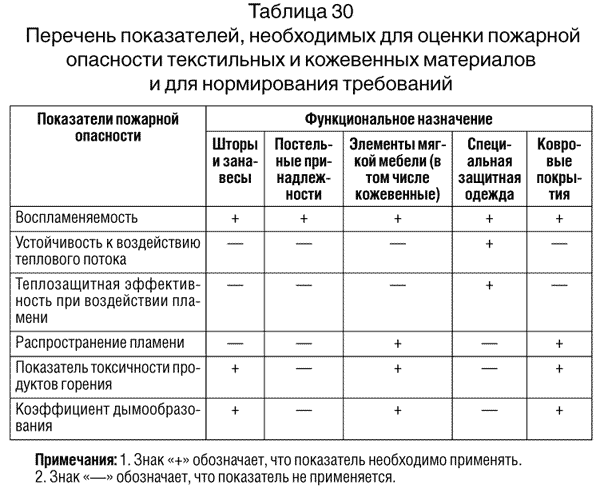 Таблица 30
Перечень показателей, необходимых для оценки пожарной
опасности текстильных и кожевенных материалов
и для нормирования требований
Показатели пожарной
опасности
Функциональное назначение
Шторы
и зана-
весы
Постель-
ные при-
надлеж-
ности
Элементы мяг-
кой мебели (в
том числе
кожевенные)
Специ-
альная
защитная
одежда
Ковро-
вые
покры-
тия
Воспламеняемость + + + + +
Устойчивость к воздействию
теплового потока — — — + —
Теплозащитная эффектив-
ность при воздействии пла-
мени — — — + —
Распространение пламени — — + — +
Показатель токсичности про-
дуктов горения + — + — +
Коэффициент дымообразо-
вания + — + — +
Примечания: 1. Знак «+» обозначает, что показатель необходимо применять.
2. Знак «—» обозначает, что показатель не применяется.